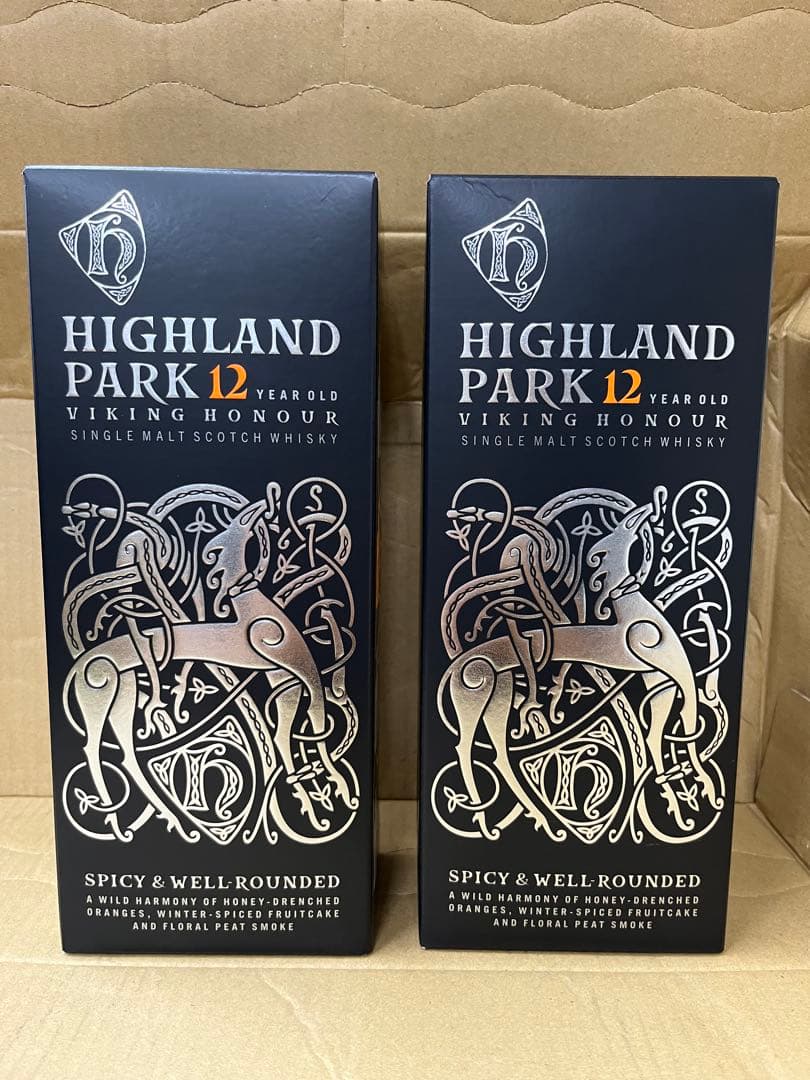 H
HIGHLAND
PARK 12 YEAR OLD
VIKING HONOUR
SINGLE MALT SCOTCH WHISKY
S
H
SPICY & WELL-ROUNDED
A WILD HARMONY OF HONEY-DRENCHED
ORANGES, WINTER-SPICED FRUITCAKE
AND FLORAL PEAT SMOKE
H
HIGHLAND
PARK 12 YEAR OLD
VIKING HONOUR
SINGLE MALT SCOTCH WHISKY
S
H
SPICY & WELL-ROUNDED
A WILD HARMONY OF HONEY-DRENCHED
ORANGES, WINTER-SPICED FRUITCAKE
AND FLORAL PEAT SMOKE